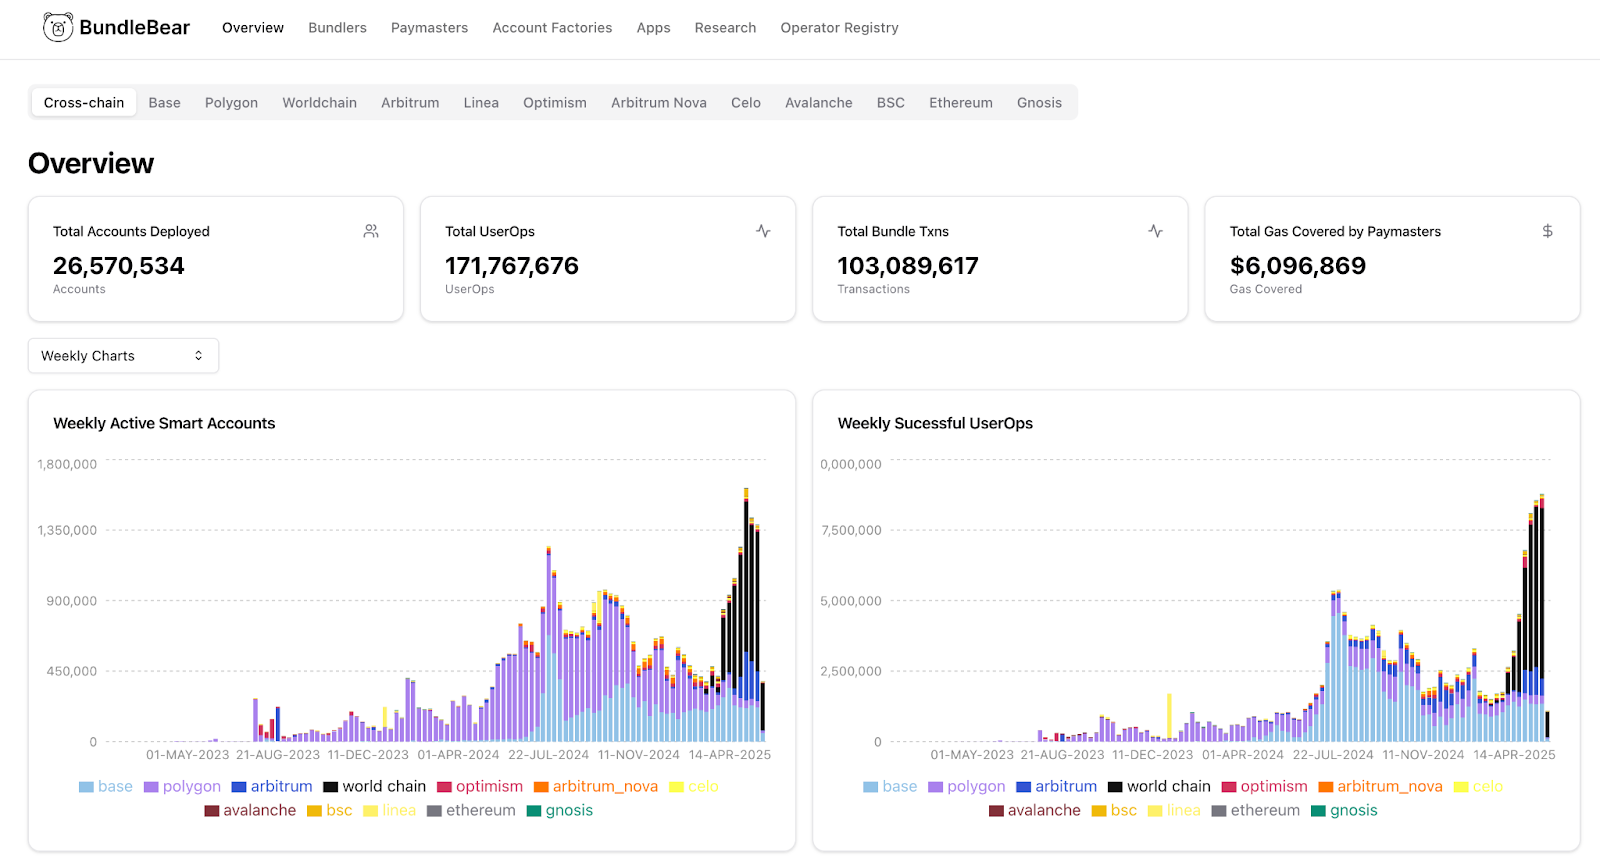 BundleBear Overview Bundlers Paymasters Account Factories Apps Research Operator Registry
Cross-chain Base Polygon Worldchain Arbitrum Linea Optimism Arbitrum Nova Celo Avalanche BSC Ethereum Gnosis
Overview
Total Accounts Deployed
26,570,534
Accounts
Total UserOps
171,767,676
UserOps
Total Bundle Txns
103,089,617
Transactions
Total Gas Covered by Paymasters
$
$6,096,869
Gas Covered
Weekly Charts
Weekly Active Smart Accounts
1,800,000
1,350,000
900,000
450,000
0
01-MAY-2023 21-AUG-2023 11-DEC-2023 01-APR-2024 22-JUL-2024 11-NOV-2024 14-APR-2025
base polygon arbitrum world chain optimism arbitrum_nova celo
avalanche bsc linea ethereum gnosis
Weekly Sucessful UserOps
0,000,000
7,500,000
5,000,000
2,500,000
0
01-MAY-2023 21-AUG-2023 11-DEC-2023 01-APR-2024 22-JUL-2024 11-NOV-2024 14-APR-2025
base polygon arbitrum world chain optimism arbitrum_nova celo
avalanche bsc linea ethereum gnosis